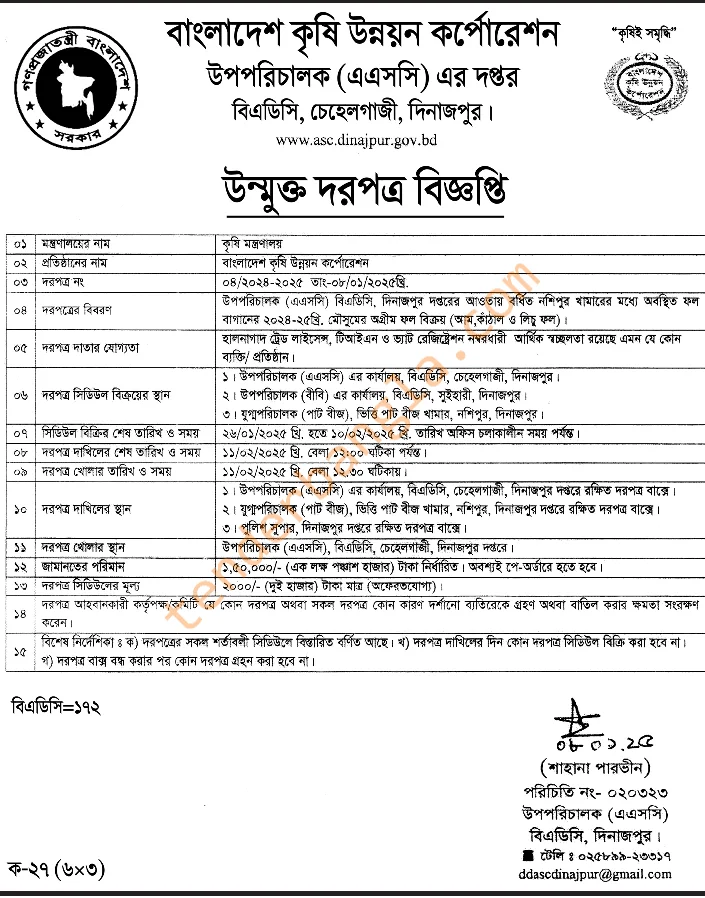 গণপ্রজাতন্ত্রী বাংলাদেশ
সরকার
বাংলাদেশ কৃষি উন্নয়ন কর্পোরেশন
উপপরিচালক (এএসসি) এর দপ্তর
বিএডিসি, চেহেলগাজী, দিনাজপুর।
www.asc.dinajpur.gov.bd
“কৃষিই সমৃদ্ধি”
বাংলাদেশ
কৃষি উন্নয়ন
কর্পোরেশন
উন্মুক্ত দরপত্র বিজ্ঞপ্তি
০১ মন্ত্রণালয়ের নাম কৃষি মন্ত্রণালয়
০২ প্রতিষ্ঠানের নাম বাংলাদেশ কৃষি উন্নয়ন কর্পোরেশন
০৩ দরপত্র নং ০৪/২০২৪-২০২৫ তাং-০৮/০১/২০২৫খ্রি.
০৪ দরপত্রের বিবরণ উপপরিচালক (এএসসি) বিএডিসি, দিনাজপুর দপ্তরের আওতায় বর্ণিত নশিপুর খামারের মধ্যে অবস্থিত ফল
বাগানের ২০২৪-২৫খ্রি. মৌসুমের অগ্রীম ফল বিক্রয় (আম,কাঁঠাল ও লিচু ফল)।
০৫ দরপত্র দাতার যোগ্যতা হালনাগাদ ট্রেড লাইসেন্স, টিআইএন ও ভ্যাট রেজিষ্ট্রেশন নম্বরধারী আর্থিক স্বচ্ছলতা রয়েছে এমন যে কোন
ব্যক্তি/ প্রতিষ্ঠান।
০৬ দরপত্র সিডিউল বিক্রয়ের স্থান ১। উপপরিচালক (এএসসি) এর কার্যালয়, বিএডিসি, চেহেলগাজী, দিনাজপুর।
২। উপপরিচালক (বীবি) এর কার্যালয়, বিএডিসি, সুইহারী, দিনাজপুর।
৩। যুগ্মপরিচালক (পাট বীজ), ভিত্তি পাট বীজ খামার, নশিপুর, দিনাজপুর।
০৭ সিডিউল বিক্রির শেষ তারিখ ও সময় ২৬/০১/২০২৫ খ্রি. হতে ১০/০২/২০২৫ খ্রি. তারিখ অফিস চলাকালীন সময় পর্যন্ত।
০৮ দরপত্র দাখিলের শেষ তারিখ ও সময় ১১/০২/২০২৫ খ্রি. বেলা ১২:০০ ঘটিকা পর্যন্ত।
০৯ দরপত্র খোলার তারিখ ও সময় ১১/০২/২০২৫ খ্রি. বেলা ১২.৩০ ঘটিকায়।
১০ দরপত্র দাখিলের স্থান ১। উপপরিচালক (এএসসি) এর কার্যালয়, বিএডিসি, চেহেলগাজী, দিনাজপুর দপ্তরে রক্ষিত দরপত্র বাক্সে।
২। যুগ্মপরিচালক (পাট বীজ), ভিত্তি পাট বীজ খামার, নশিপুর, দিনাজপুর দপ্তরে রক্ষিত দরপত্র বাক্সে।
৩। পুলিশ সুপার, দিনাজপুর দপ্তরে রক্ষিত দরপত্র বাক্সে।
১১ দরপত্র খোলার স্থান উপপরিচালক (এএসসি), বিএডিসি, চেহেলগাজী, দিনাজপুর দপ্তরে।
১২ জামানতের পরিমান ১,৫০,০০০/- (এক লক্ষ পঞ্চাশ হাজার) টাকা নির্ধারিত। অবশ্যই পে-অর্ডারে হতে হবে।
১৩ দরপত্র সিডিউলের মূল্য ২০০০/- (দুই হাজার) টাকা মাত্র (অফেরতযোগ্য)।
১৪ দরপত্র আহবানকারী কর্তৃপক্ষ/কমিটি যে কোন দরপত্র অথবা সকল দরপত্র কোন কারণ দর্শানো ব্যতিরেকে গ্রহণ অথবা বাতিল করার ক্ষমতা সংরক্ষণ
করেন।
১৫ বিশেষ নির্দেশিকা ঃ ক) দরপত্রের সকল শর্তাবলী সিডিউলে বিস্তারিত বর্ণিত আছে। খ) দরপত্র দাখিলের দিন কোন দরপত্র সিডিউল বিক্রি করা হবে না।
গ) দরপত্র বাক্স বন্ধ করার পর কোন দরপত্র গ্রহন করা হবে না।
tenderbangla.com
বিএডিসি=১৭২
০৮ ০১.২৫
(শাহানা পারভীন)
পরিচিতি নং- ০২০৩২৩
উপপরিচালক (এএসসি)
বিএডিসি, দিনাজপুর।
টেলি ঃ ০২৫৮৯৯-২৩৩১৭
ddascdinajpur@gmail.com
ক-২৭ (৬×৩)